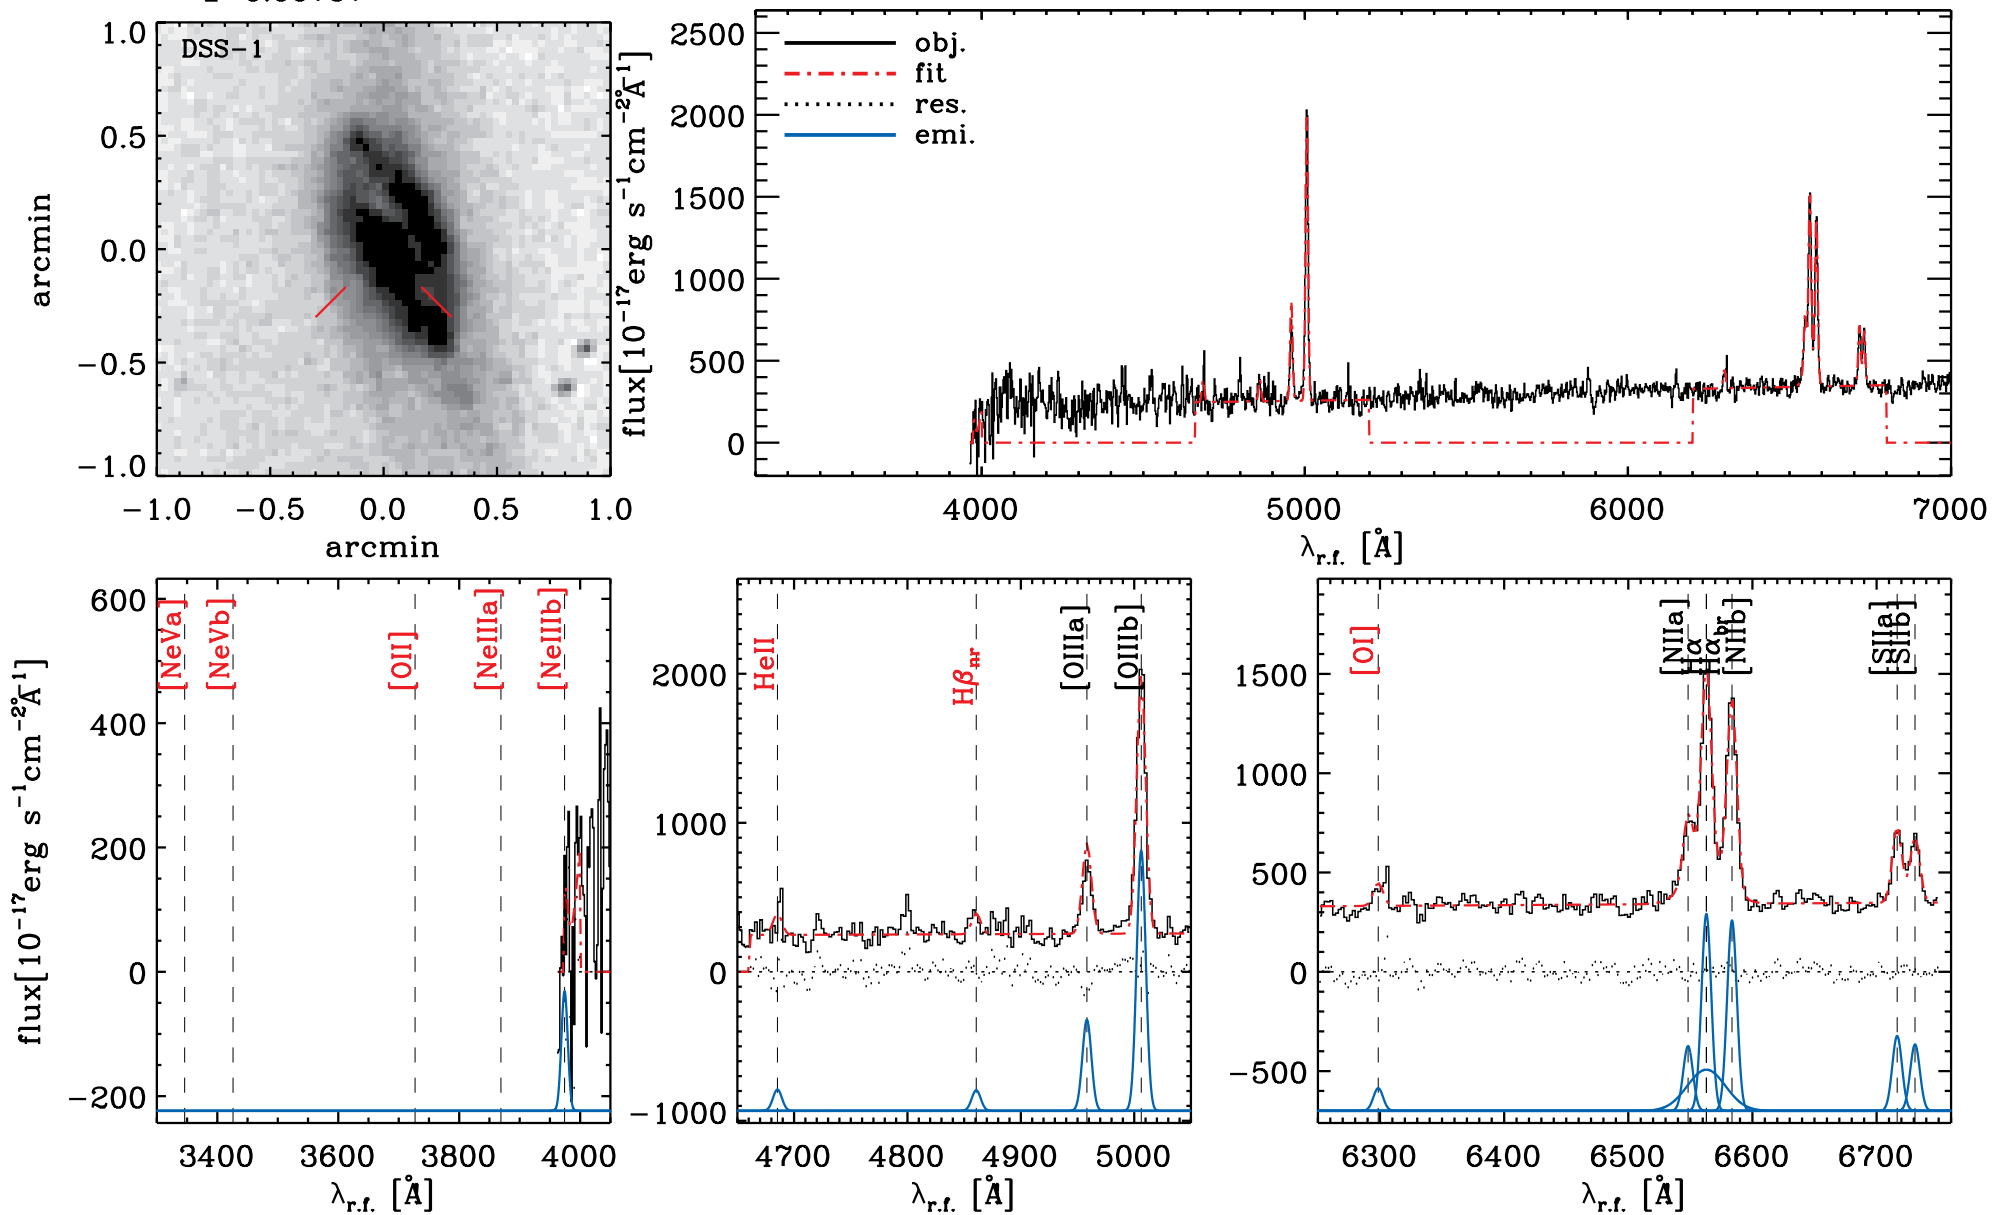 DSS-1
1.0
0.5
0.0
-0.5
-1.0
arcmin
-1.0 -0.5 0.0 0.5 1.0
arcmin
flux[10⁻¹⁷erg s⁻¹cm⁻²Å⁻¹]
2500
2000
1500
1000
500
0
obj.
fit
res.
emi.
4000 5000 6000 7000
λr.f. [Å]
flux[10⁻¹⁷erg s⁻¹cm⁻²Å⁻¹]
600
400
200
0
-200
[NeVa]
[NeVb]
[OII]
[NeIIIa]
[NeIIIb]
3400 3600 3800 4000
λr.f. [Å]
2000
1000
0
-1000
HeII
Hβnr
[OIIIa]
[OIIIb]
4700 4800 4900 5000
λr.f. [Å]
1500
1000
500
0
-500
[OI]
[NIIa]
Hα
Hαbr
[NIIb]
[SIIa]
[SIIb]
6300 6400 6500 6600 6700
λr.f. [Å]